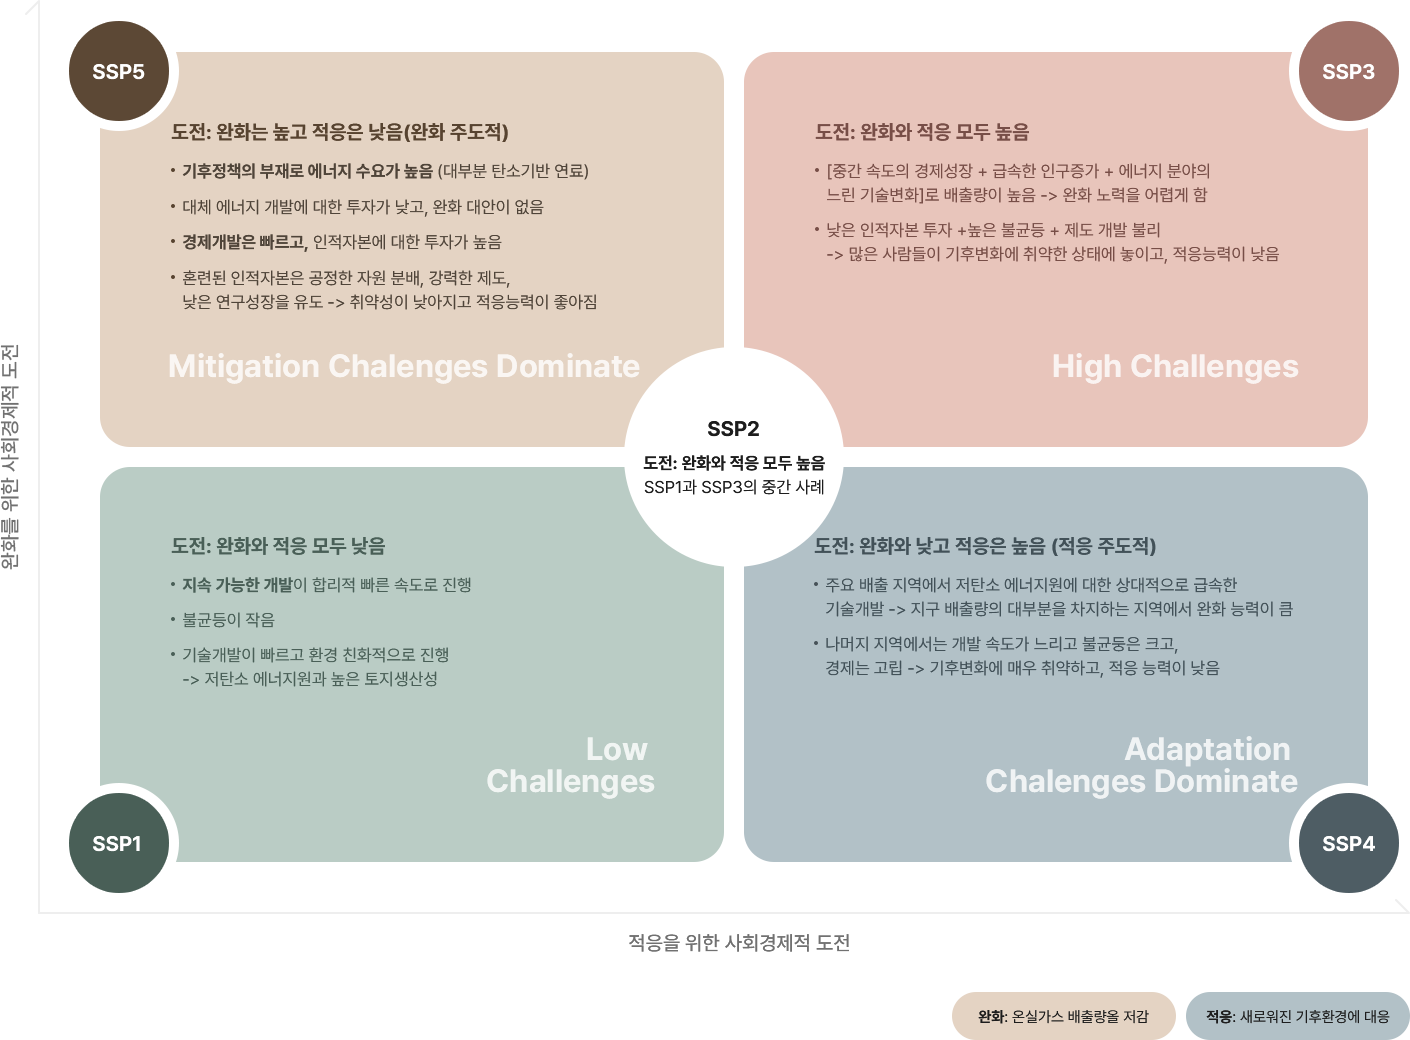 SSP5
도전: 완화는 높고 적응은 낮음(완화 주도적)
• 기후정책의 부재로 에너지 수요가 높음 (대부분 탄소기반 연료)
• 대체 에너지 개발에 대한 투자가 낮고, 완화 대안이 없음
• 경제개발은 빠르고, 인적자본에 대한 투자가 높음
• 훈련된 인적자본은 공정한 자원 분배, 강력한 제도,
낮은 연구성장을 유도 -> 취약성이 낮아지고 적응능력이 좋아짐
Mitigation Chalenges Dominate
SSP3
도전: 완화와 적응 모두 높음
• [중간 속도의 경제성장 + 급속한 인구증가 + 에너지 분야의
느린 기술변화]로 배출량이 높음 -> 완화 노력을 어렵게 함
• 낮은 인적자본 투자 +높은 불균등 + 제도 개발 불리
-> 많은 사람들이 기후변화에 취약한 상태에 놓이고, 적응능력이 낮음
High Challenges
SSP2
도전: 완화와 적응 모두 높음
SSP1과 SSP3의 중간 사례
도전: 완화와 적응 모두 낮음
• 지속 가능한 개발이 합리적 빠른 속도로 진행
• 불균등이 작음
• 기술개발이 빠르고 환경 친화적으로 진행
-> 저탄소 에너지원과 높은 토지생산성
Low
Challenges
SSP1
도전: 완화와 낮고 적응은 높음 (적응 주도적)
• 주요 배출 지역에서 저탄소 에너지원에 대한 상대적으로 급속한
기술개발 -> 지구 배출량의 대부분을 차지하는 지역에서 완화 능력이 큼
• 나머지 지역에서는 개발 속도가 느리고 불균둥은 크고,
경제는 고립 -> 기후변화에 매우 취약하고, 적응 능력이 낮음
Adaptation
Chalenges Dominate
SSP4
완화를 위한 사회경제적 도전
적응을 위한 사회경제적 도전
완화: 온실가스 배출량올 저감
적응: 새로워진 기후환경에 대응